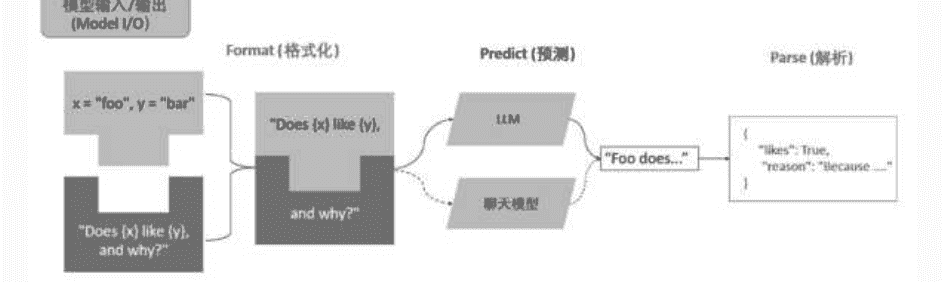 模型输入/输出
(Model I/O)
Format (格式化)
Predict (预测)
Parse (解析)
x = "foo", y = "bar"
"Does {x} like {y},
and why?"
"Does {x} like {y},
and why?"
LLM
聊天模型
"Foo does..."
{
"likes": True,
"reason": "Because ...."
}